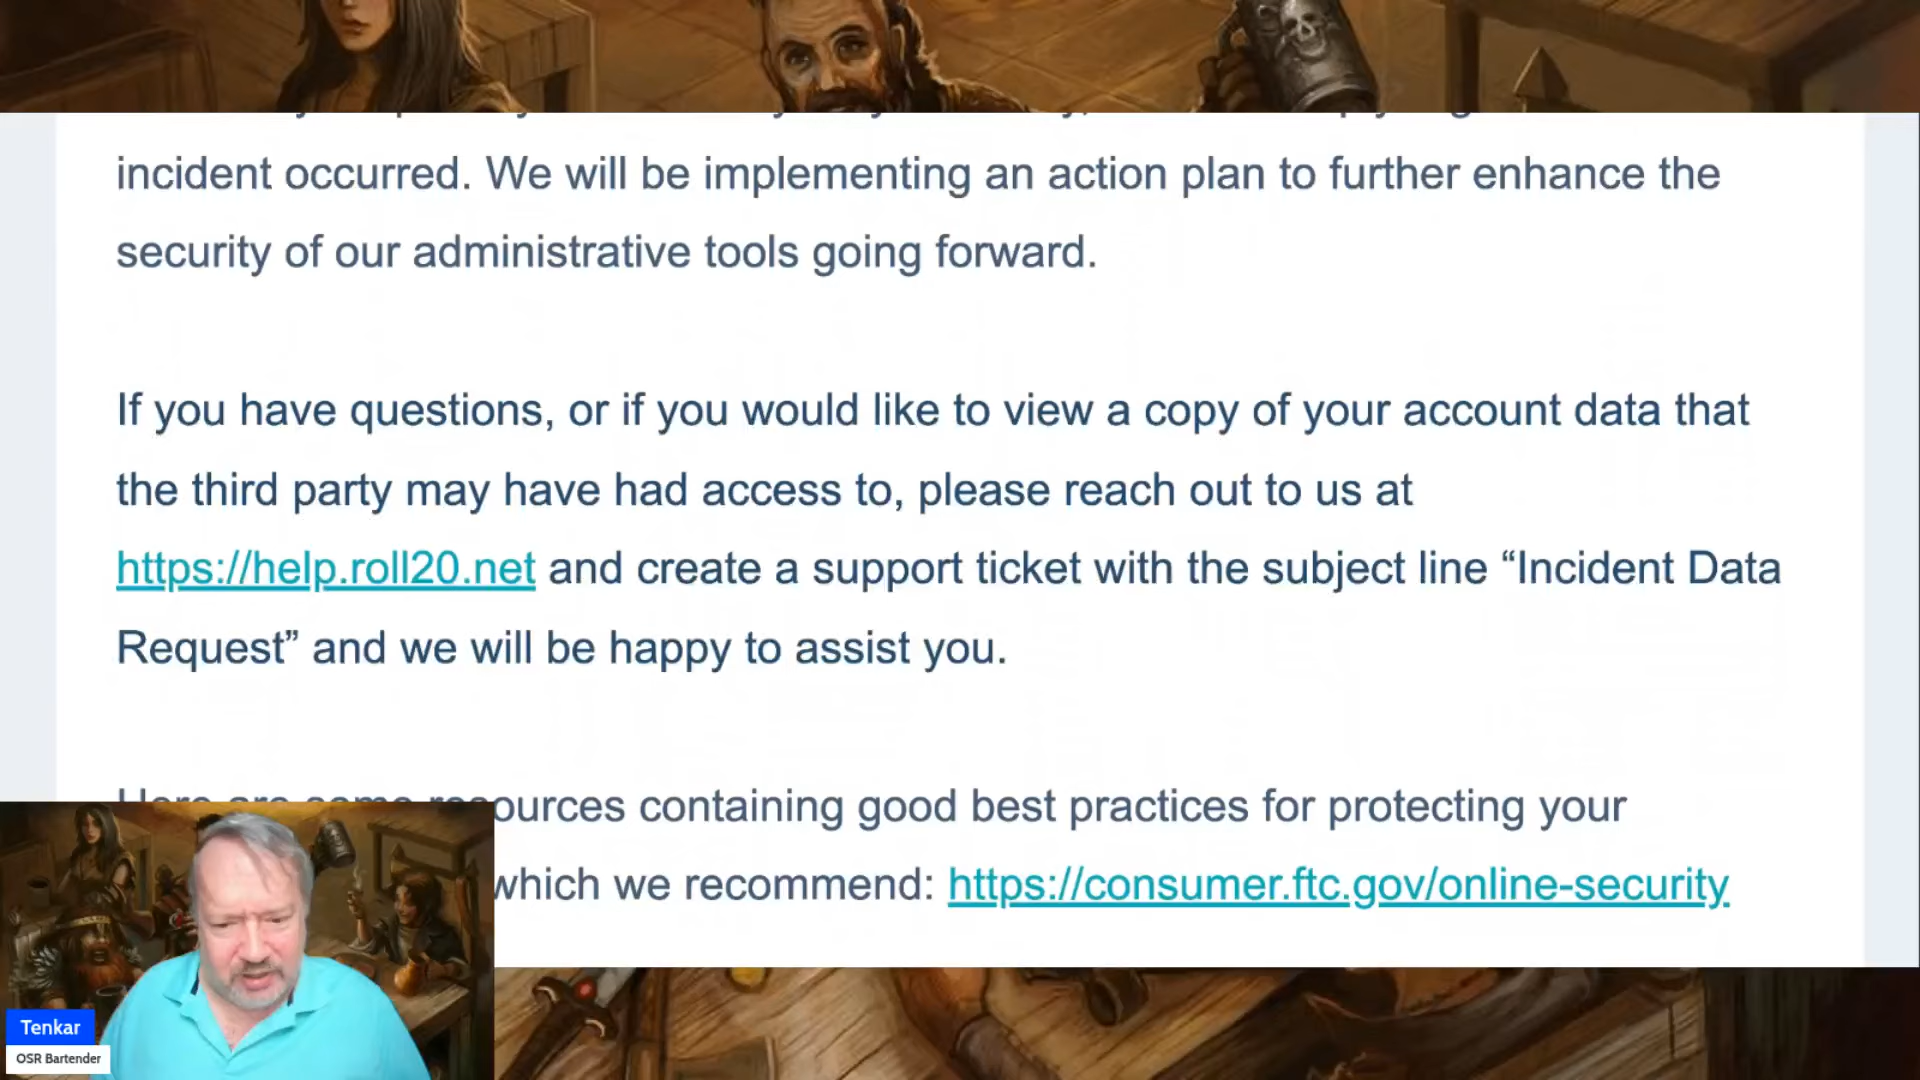 incident occurred. We will be implementing an action plan to further enhance the
security of our administrative tools going forward.
If you have questions, or if you would like to view a copy of your account data that
the third party may have had access to, please reach out to us at
https://help.roll20.net and create a support ticket with the subject line “Incident Data
Request” and we will be happy to assist you.
Here are some resources containing good best practices for protecting your
which we recommend: https://consumer.ftc.gov/online-security
Tenkar
OSR Bartender